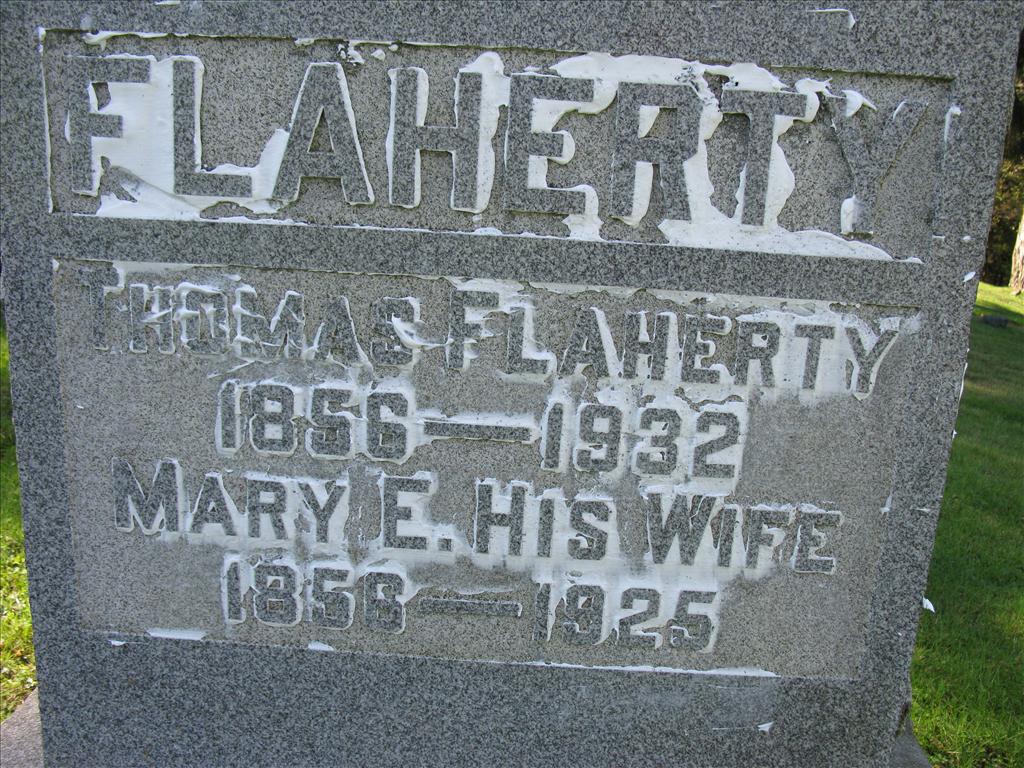 FLAHERTY
THOMAS FLAHERTY
1856—1932
MARY E. HIS WIFE
1856—1925